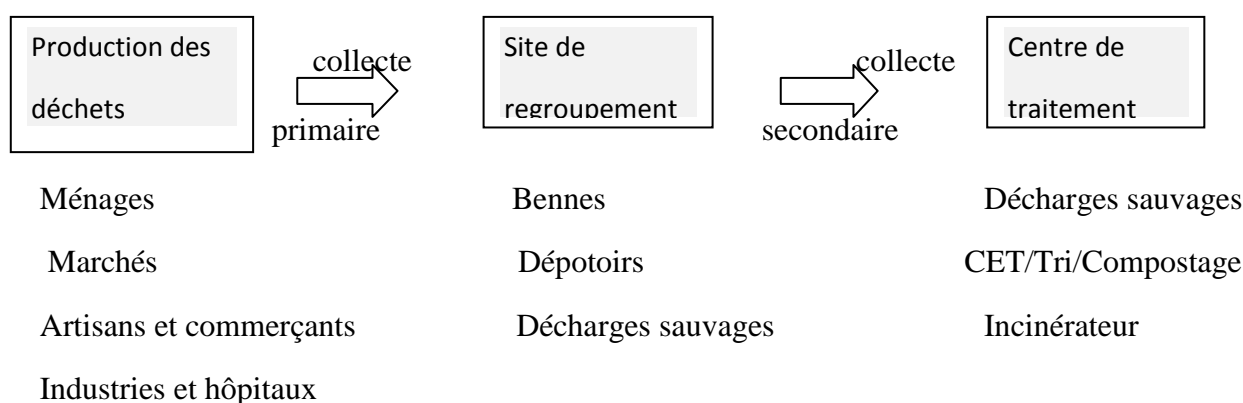 Production des
déchets
collecte
primaire
Site de
regroupement
collecte
secondaire
Centre de
traitement
Ménages
Bennes
Décharges sauvages
Marchés
Dépotoirs
CET/Tri/Compostage
Artisans et commerçants
Décharges sauvages
Incinérateur
Industries et hôpitaux